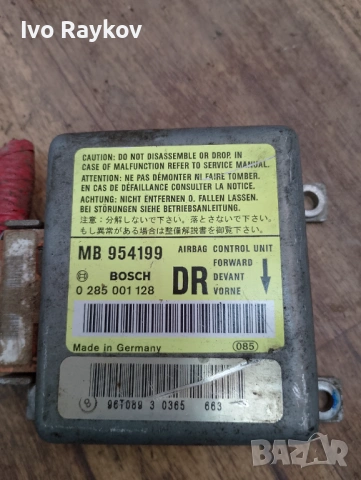 Ivo Raykov
CAUTION: DO NOT DISASSEMBLE OR DROP. IN
CASE OF MALFUNCTION REFER TO SERVICE MANUAL.
ATTENTION: NE PAS DÉMONTER NI FAIRE TOMBER.
EN CAS DE DÉFAILLANCE CONSULTER LA NOTICE.
ACHTUNG: NICHT ENTFERNEN O. FALLEN LASSEN.
BEI STÖRUNGEN SIEHE BETRIEBSANLEITUNG.
注意：分解しないで下さい。落とさないで下さい。
もし異常がある場合は整備解説書を御覧下さい。
MB 954199 AIRBAG CONTROL UNIT
BOSCH DR FORWARD
0 285 001 128 DEVANT
VORNE
Made in Germany 085
8 96T089 3 0365 663
BAZAR